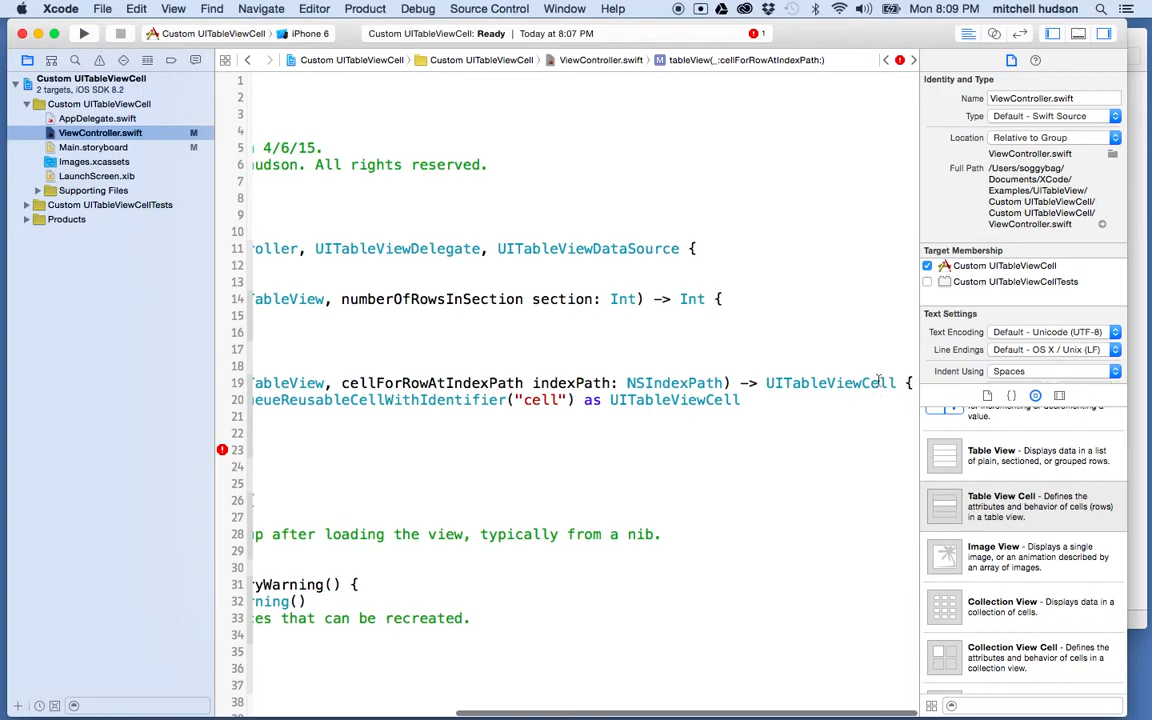 Xcode File Edit View Find Navigate Editor Product Debug Source Control Window Help Mon 8:09 PM mitchell hudson
Custom UITableViewCell iPhone 6 Custom UITableViewCell: Ready Today at 8:07 PM 1
Custom UITableViewCell Custom UITableViewCell ViewController.swift M tableView(_:cellForRowAtIndexPath:)
Custom UITableViewCell
2 targets, iOS SDK 8.2
Custom UITableViewCell
AppDelegate.swift
ViewController.swift M
Main.storyboard M
Images.xcassets
LaunchScreen.xib
Supporting Files
Custom UITableViewCellTests
Products
1
2
3
4
5 4/6/15.
6 udson. All rights reserved.
7
8
9
10
11 roller, UITableViewDelegate, UITableViewDataSource {
12
13
14 TableView, numberOfRowsInSection section: Int) -> Int {
15
16
17
18
19 TableView, cellForRowAtIndexPath indexPath: NSIndexPath) -> UITableViewCell {
20 ueueReusableCellWithIdentifier("cell") as UITableViewCell
21
22
23
24
25
26 {
27
28 up after loading the view, typically from a nib.
29
30
31 ryWarning() {
32 rning()
33 ces that can be recreated.
34
35
36
37
38
Identity and Type
Name ViewController.swift
Type Default - Swift Source
Location Relative to Group
ViewController.swift
Full Path /Users/soggybag/
Documents/XCode/
Examples/UITableView/
Custom UITableViewCell/
Custom UITableViewCell/
ViewController.swift
Target Membership
Custom UITableViewCell
Custom UITableViewCellTests
Text Settings
Text Encoding Default - Unicode (UTF-8)
Line Endings Default - OS X / Unix (LF)
Indent Using Spaces
for incrementing or decrementing a
value.
Table View - Displays data in a list
of plain, sectioned, or grouped rows.
Table View Cell - Defines the
attributes and behavior of cells (rows)
in a table view.
Image View - Displays a single
image, or an animation described by
an array of images.
Collection View - Displays data in a
collection of cells.
Collection View Cell - Defines the
attributes and behavior of cells in a
collection view.